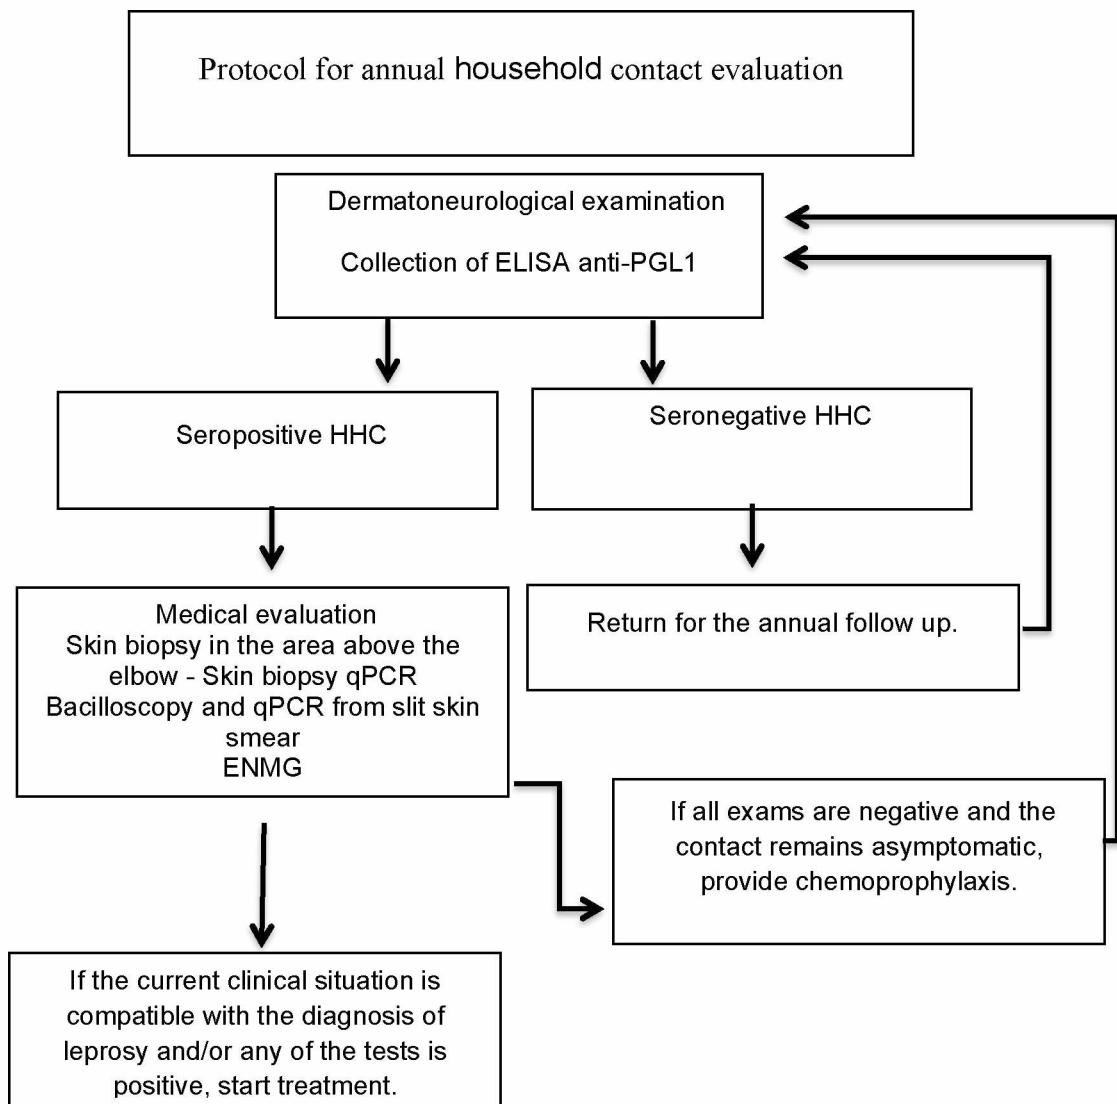 Protocol for annual household contact evaluation
Dermatoneurological examination
Collection of ELISA anti-PGL1
Seropositive HHC
Seronegative HHC
Medical evaluation
Skin biopsy in the area above the
elbow - Skin biopsy qPCR
Bacilloscopy and qPCR from slit skin
smear
ENMG
Return for the annual follow up.
If all exams are negative and the
contact remains asymptomatic,
provide chemoprophylaxis.
If the current clinical situation is
compatible with the diagnosis of
leprosy and/or any of the tests is
positive, start treatment.